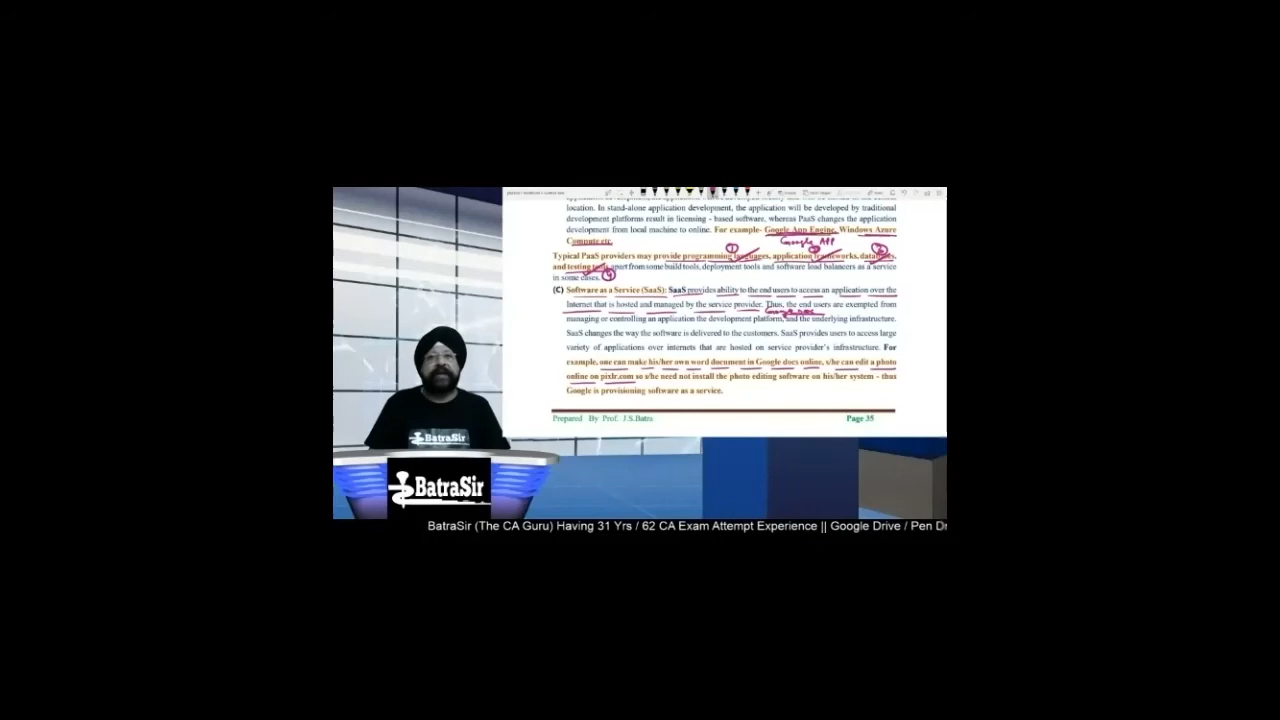 location. In stand-alone application development, the application will be developed by traditional
development platforms result in licensing - based software, whereas PaaS changes the application
development from local machine to online. For example- Google App Engine, Windows Azure
Compute etc.
Google APP
Typical PaaS providers may provide programming languages, application frameworks, databases,
and testing tools apart from some build tools, deployment tools and software load balancers as a service
in some cases.
(C) Software as a Service (SaaS): SaaS provides ability to the end users to access an application over the
Internet that is hosted and managed by the service provider. Thus, the end users are exempted from
managing or controlling an application the development platform, and the underlying infrastructure.
SaaS changes the way the software is delivered to the customers. SaaS provides users to access large
variety of applications over internets that are hosted on service provider's infrastructure. For
example, one can make his/her own word document in Google docs online, s/he can edit a photo
online on pixlr.com so s/he need not install the photo editing software on his/her system - thus
Google is provisioning software as a service.
Prepared By Prof. J.S.Batra Page 35
BatraSir
BatraSir
BatraSir (The CA Guru) Having 31 Yrs / 62 CA Exam Attempt Experience || Google Drive / Pen Dr